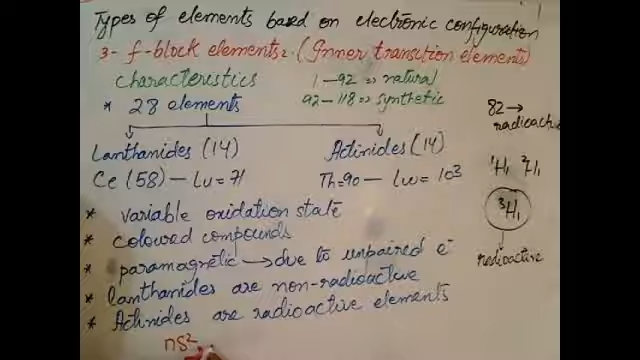 Types of elements based on electronic configuration
3- f-block elements: (Inner transition elements)
Characteristics
1-92 => natural
92-118 => synthetic
* 28 elements
82 →
radioactive
Lanthanides (14)
Actinides (14)
Ce (58) - Lu = 71
Th=90 - Lw = 103
¹H₁ ²H₁
³H₁
radioactive
* variable oxidation state
* coloured compounds
* paramagnetic → due to unpaired e⁻
* lanthanides are non-radioactive
* Actinides are radioactive elements
ns²